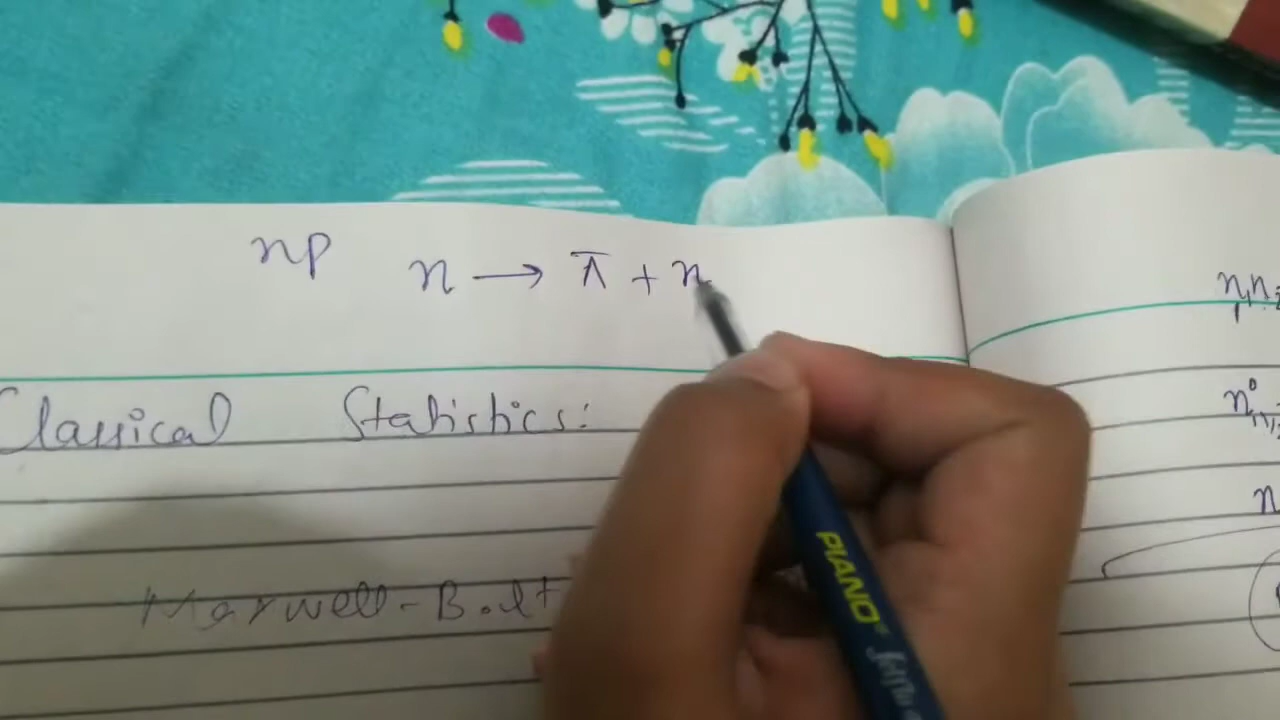 np
n → π + n
Classical Statistics:
Maxwell-Bolt
PIANO
n